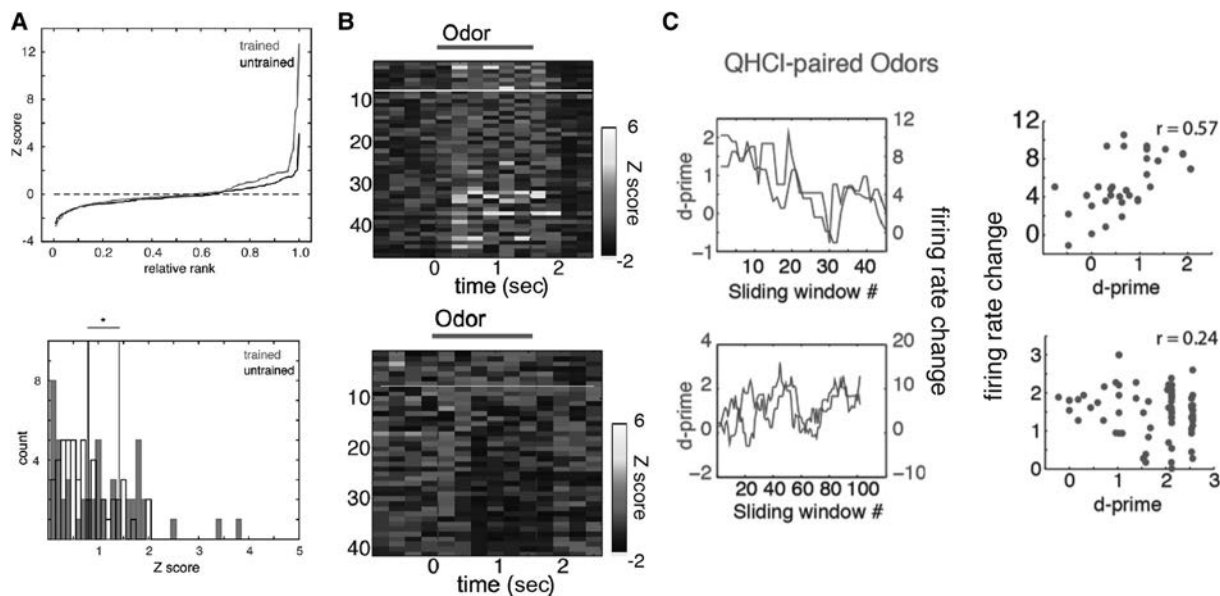 A
trained
untrained
12
8
4
0
-4
Z score
0
0.2
0.4
0.6
0.8
1.0
relative rank
*
trained
untrained
8
4
count
1
2
3
4
5
Z score
B
Odor
10
20
30
40
6
Z score
-2
0
1
2
time (sec)
Odor
10
20
30
40
6
Z score
-2
0
1
2
time (sec)
C
QHCl-paired Odors
2
1
0
−1
d-prime
12
10
8
4
0
10
20
30
40
Sliding window #
4
2
0
−2
d-prime
20
10
0
−10
20
40
60
80
100
Sliding window #
firing rate change
12
8
4
0
r = 0.57
0
1
2
d-prime
firing rate change
3
2
1
0
r = 0.24
0
1
2
3
d-prime